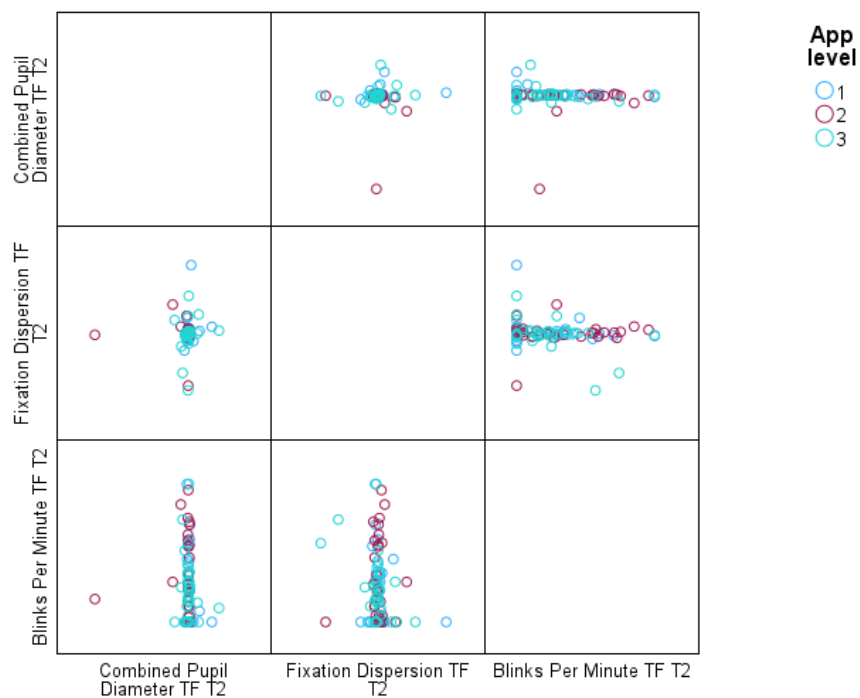 App
level
1
2
3
Combined Pupil
Diameter TF T2
Fixation Dispersion TF
T2
Blinks Per Minute TF T2
Combined Pupil
Diameter TF T2
Fixation Dispersion TF
T2
Blinks Per Minute TF T2